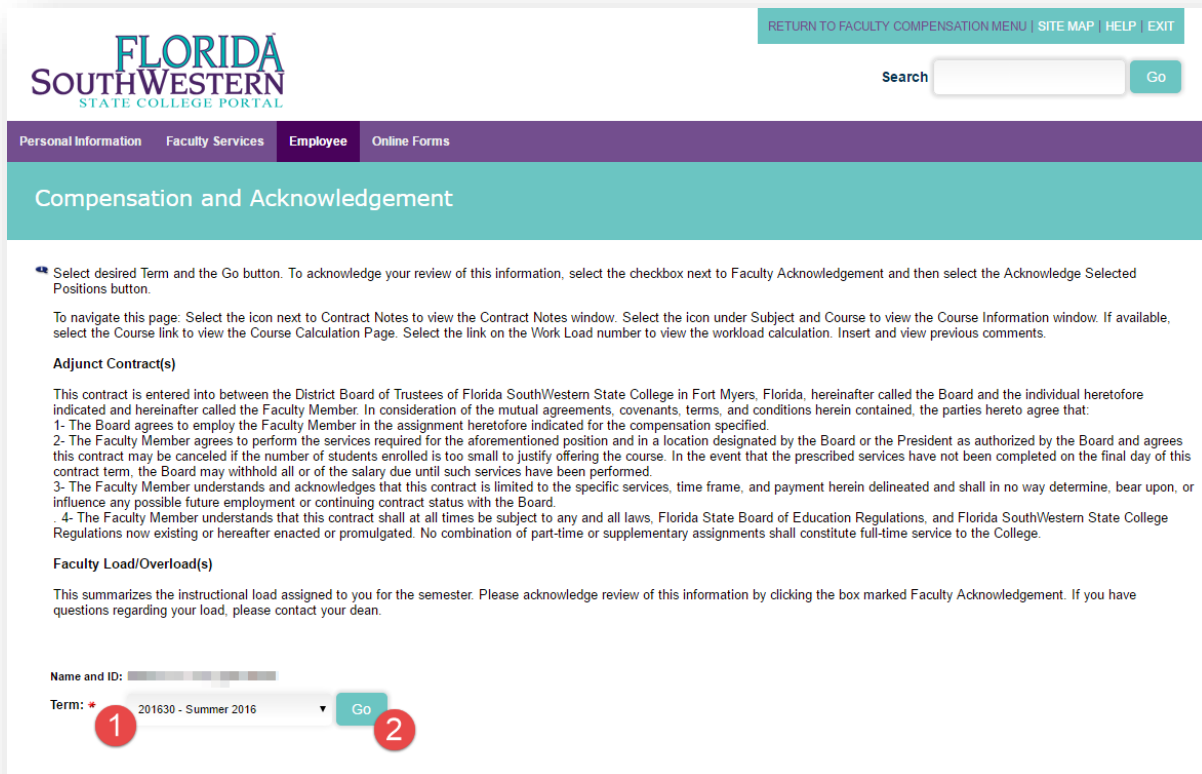 RETURN TO FACULTY COMPENSATION MENU | SITE MAP | HELP | EXIT
FLORIDA
SOUTHWESTERN
STATE COLLEGE PORTAL
Search
Go
Personal Information Faculty Services Employee Online Forms
Compensation and Acknowledgement
Select desired Term and the Go button. To acknowledge your review of this information, select the checkbox next to Faculty Acknowledgement and then select the Acknowledge Selected
Positions button.
To navigate this page: Select the icon next to Contract Notes to view the Contract Notes window. Select the icon under Subject and Course to view the Course Information window. If available,
select the Course link to view the Course Calculation Page. Select the link on the Work Load number to view the workload calculation. Insert and view previous comments.
Adjunct Contract(s)
This contract is entered into between the District Board of Trustees of Florida SouthWestern State College in Fort Myers, Florida, hereinafter called the Board and the individual heretofore
indicated and hereinafter called the Faculty Member. In consideration of the mutual agreements, covenants, terms, and conditions herein contained, the parties hereto agree that:
1- The Board agrees to employ the Faculty Member in the assignment heretofore indicated for the compensation specified.
2- The Faculty Member agrees to perform the services required for the aforementioned position and in a location designated by the Board or the President as authorized by the Board and agrees
this contract may be canceled if the number of students enrolled is too small to justify offering the course. In the event that the prescribed services have not been completed on the final day of this
contract term, the Board may withhold all or of the salary due until such services have been performed.
3- The Faculty Member understands and acknowledges that this contract is limited to the specific services, time frame, and payment herein delineated and shall in no way determine, bear upon, or
influence any possible future employment or continuing contract status with the Board.
. 4- The Faculty Member understands that this contract shall at all times be subject to any and all laws, Florida State Board of Education Regulations, and Florida SouthWestern State College
Regulations now existing or hereafter enacted or promulgated. No combination of part-time or supplementary assignments shall constitute full-time service to the College.
Faculty Load/Overload(s)
This summarizes the instructional load assigned to you for the semester. Please acknowledge review of this information by clicking the box marked Faculty Acknowledgement. If you have
questions regarding your load, please contact your dean.
Name and ID:
Term: * 201630 - Summer 2016 Go
1 2